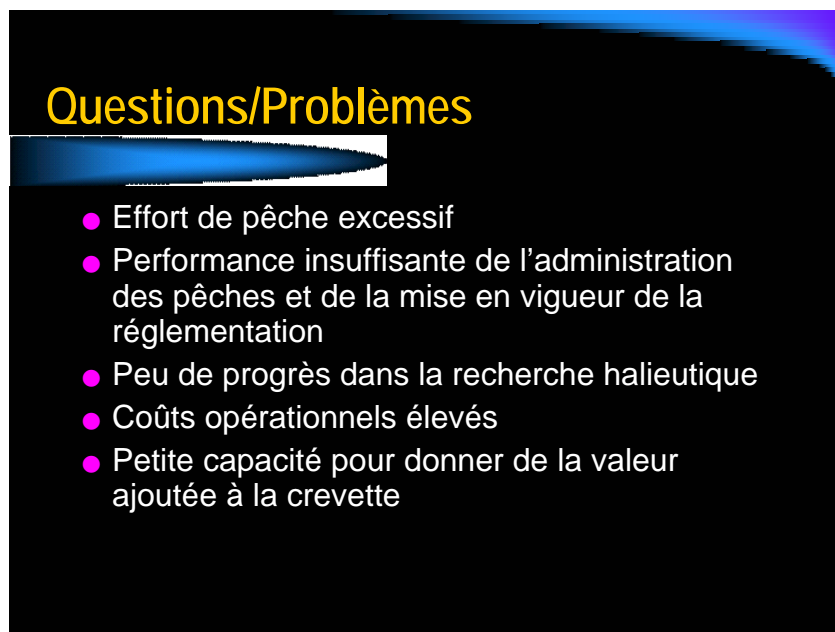 Questions/Problèmes
● Effort de pêche excessif
● Performance insuffisante de l’administration
des pêches et de la mise en vigueur de la
réglementation
● Peu de progrès dans la recherche halieutique
● Coûts opérationnels élevés
● Petite capacité pour donner de la valeur
ajoutée à la crevette